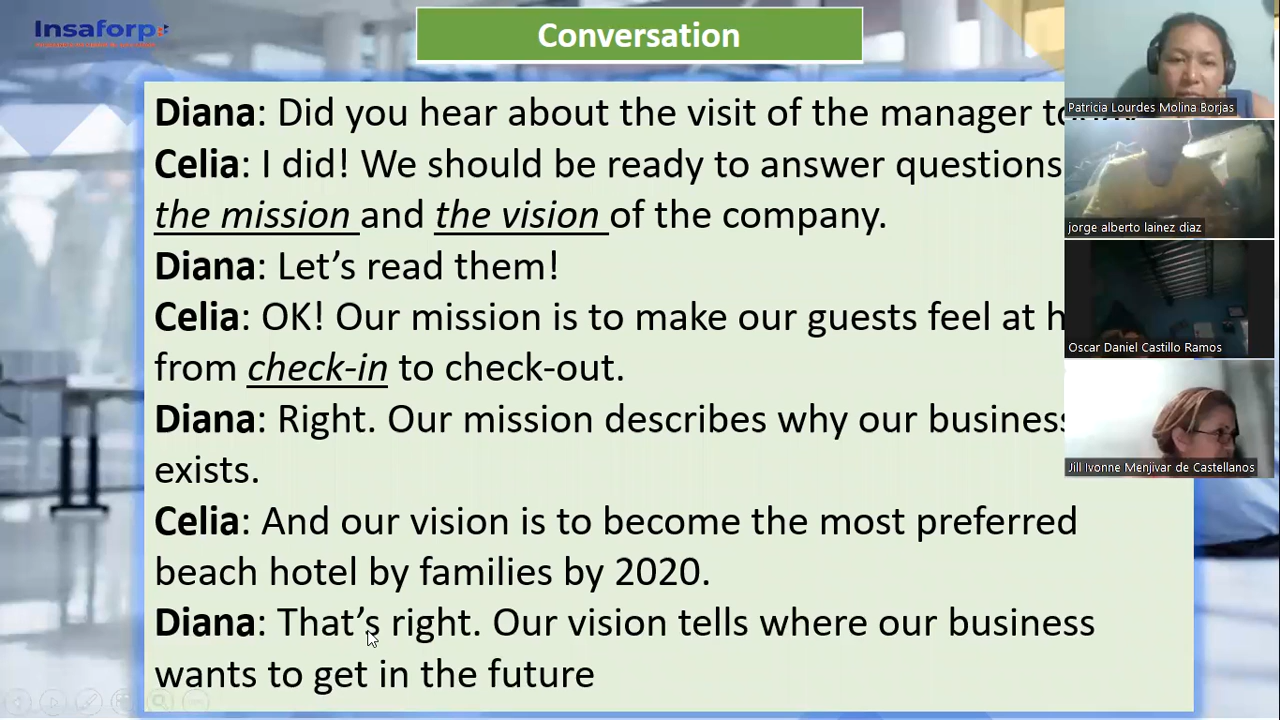 Insaforp
Conversation
Diana: Did you hear about the visit of the manager
Celia: I did! We should be ready to answer questions
the mission and the vision of the company.
Diana: Let’s read them!
Celia: OK! Our mission is to make our guests feel at
from check-in to check-out.
Diana: Right. Our mission describes why our business
exists.
Celia: And our vision is to become the most preferred
beach hotel by families by 2020.
Diana: That’s right. Our vision tells where our business
wants to get in the future
Patricia Lourdes Molina Borjas
jorge alberto lainez diaz
Oscar Daniel Castillo Ramos
Jill Ivonne Menjivar de Castellanos